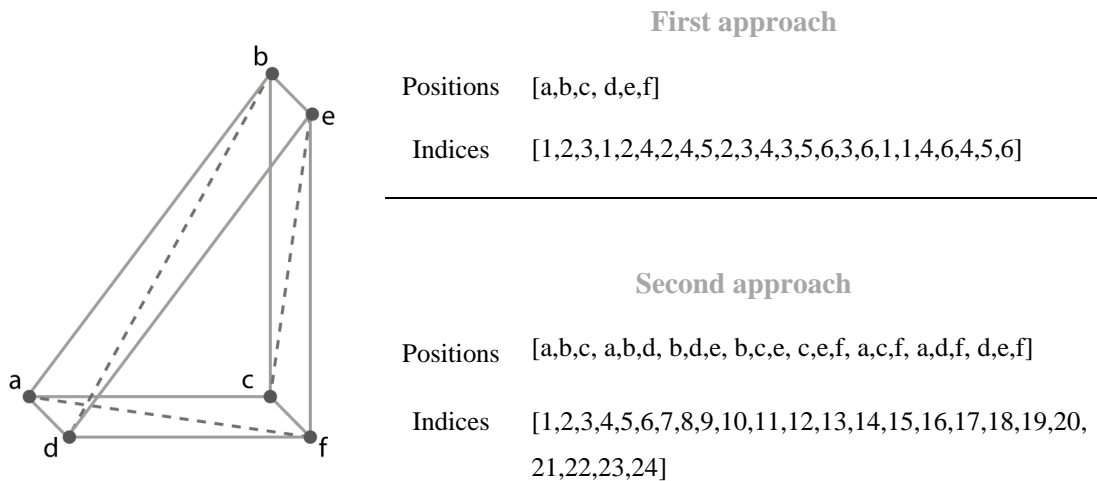 b
e
a
c
d
f
First approach
Positions [a,b,c, d,e,f]
Indices [1,2,3,1,2,4,2,4,5,2,3,4,3,5,6,3,6,1,1,4,6,4,5,6]
Second approach
Positions [a,b,c, a,b,d, b,d,e, b,c,e, c,e,f, a,c,f, a,d,f, d,e,f]
Indices [1,2,3,4,5,6,7,8,9,10,11,12,13,14,15,16,17,18,19,20,
21,22,23,24]